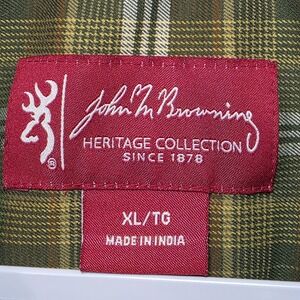 John M Browning
HERITAGE COLLECTION
SINCE 1878
®
XL/TG
MADE IN INDIA